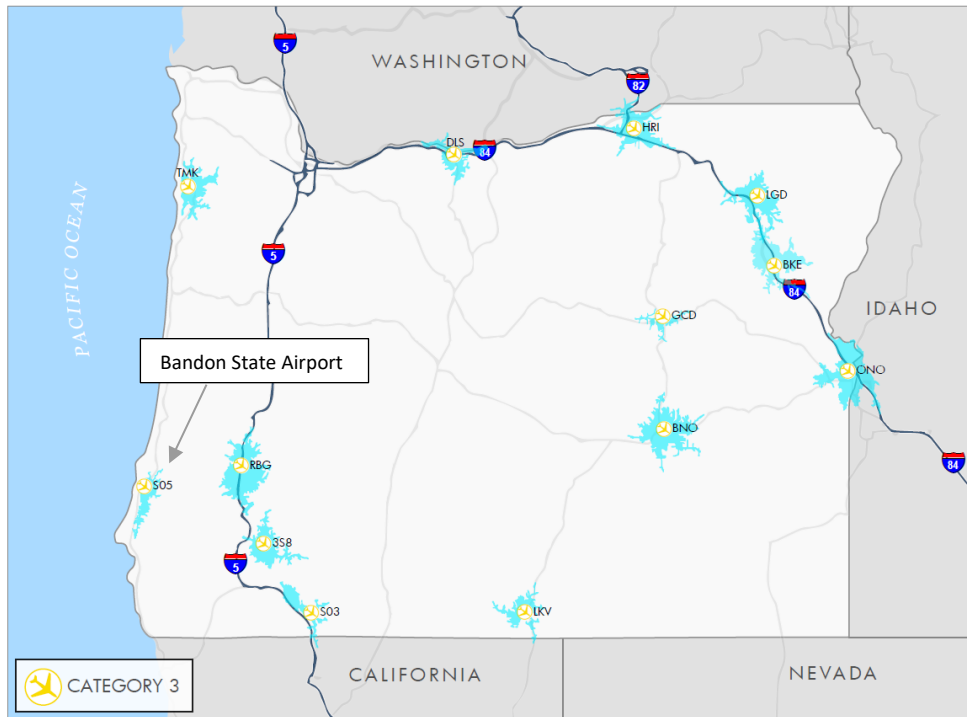 5
WASHINGTON
82
HRI
DLS
84
TMK
LGD
5
PACIFIC OCEAN
BKE
84
IDAHO
GCD
Bandon State Airport
ONO
BNO
RBG
84
S05
3S8
5
S03
LKV
CATEGORY 3
CALIFORNIA
NEVADA